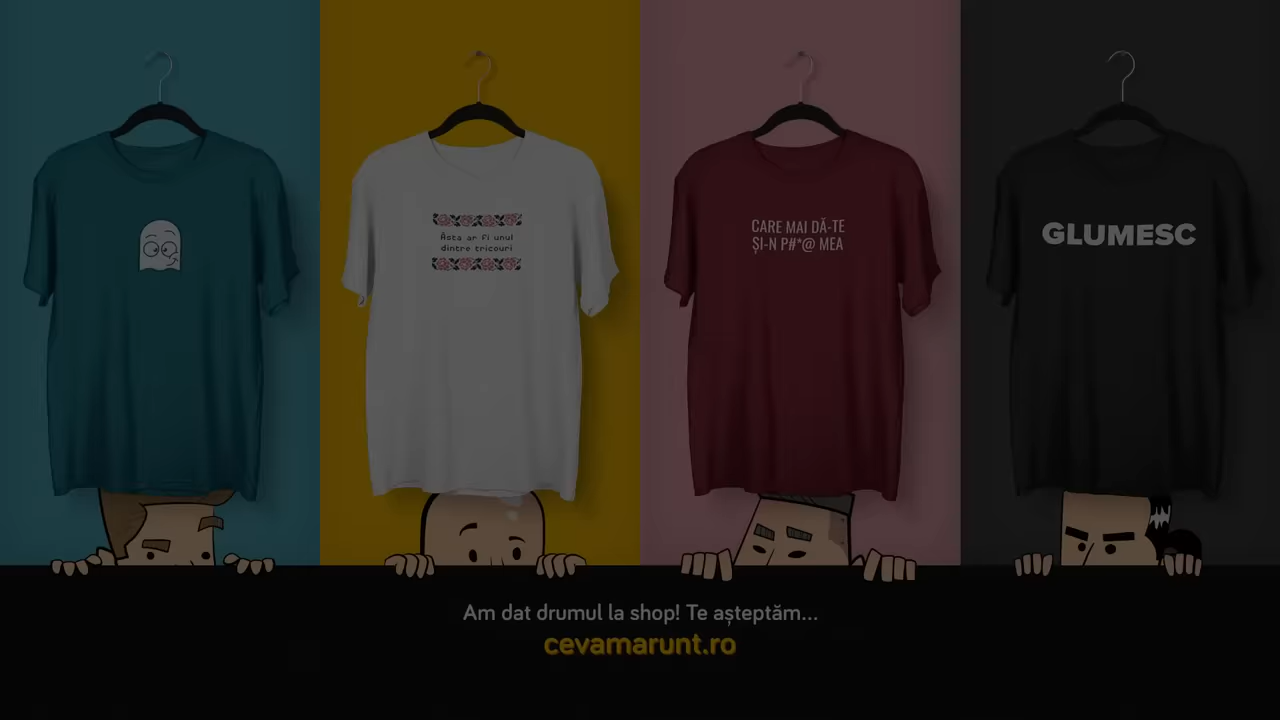 Ăsta ar fi unul
dintre tricouri
CARE MAI DĂ-TE
ȘI-N P#*@ MEA
GLUMESC
Am dat drumul la shop! Te așteptăm...
cevamarunt.ro